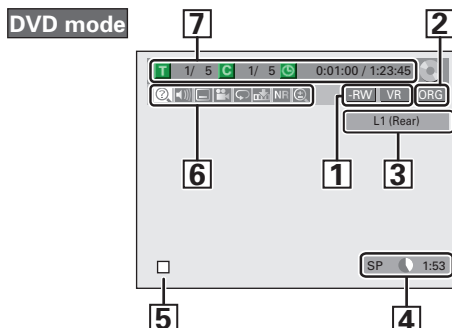 DVD mode
7 2
T 1/ 5 C 1/ 5 0:01:00 / 1:23:45
NR -RW VR ORG
L1 (Rear)
6 1 3
SP 1:53
5 4